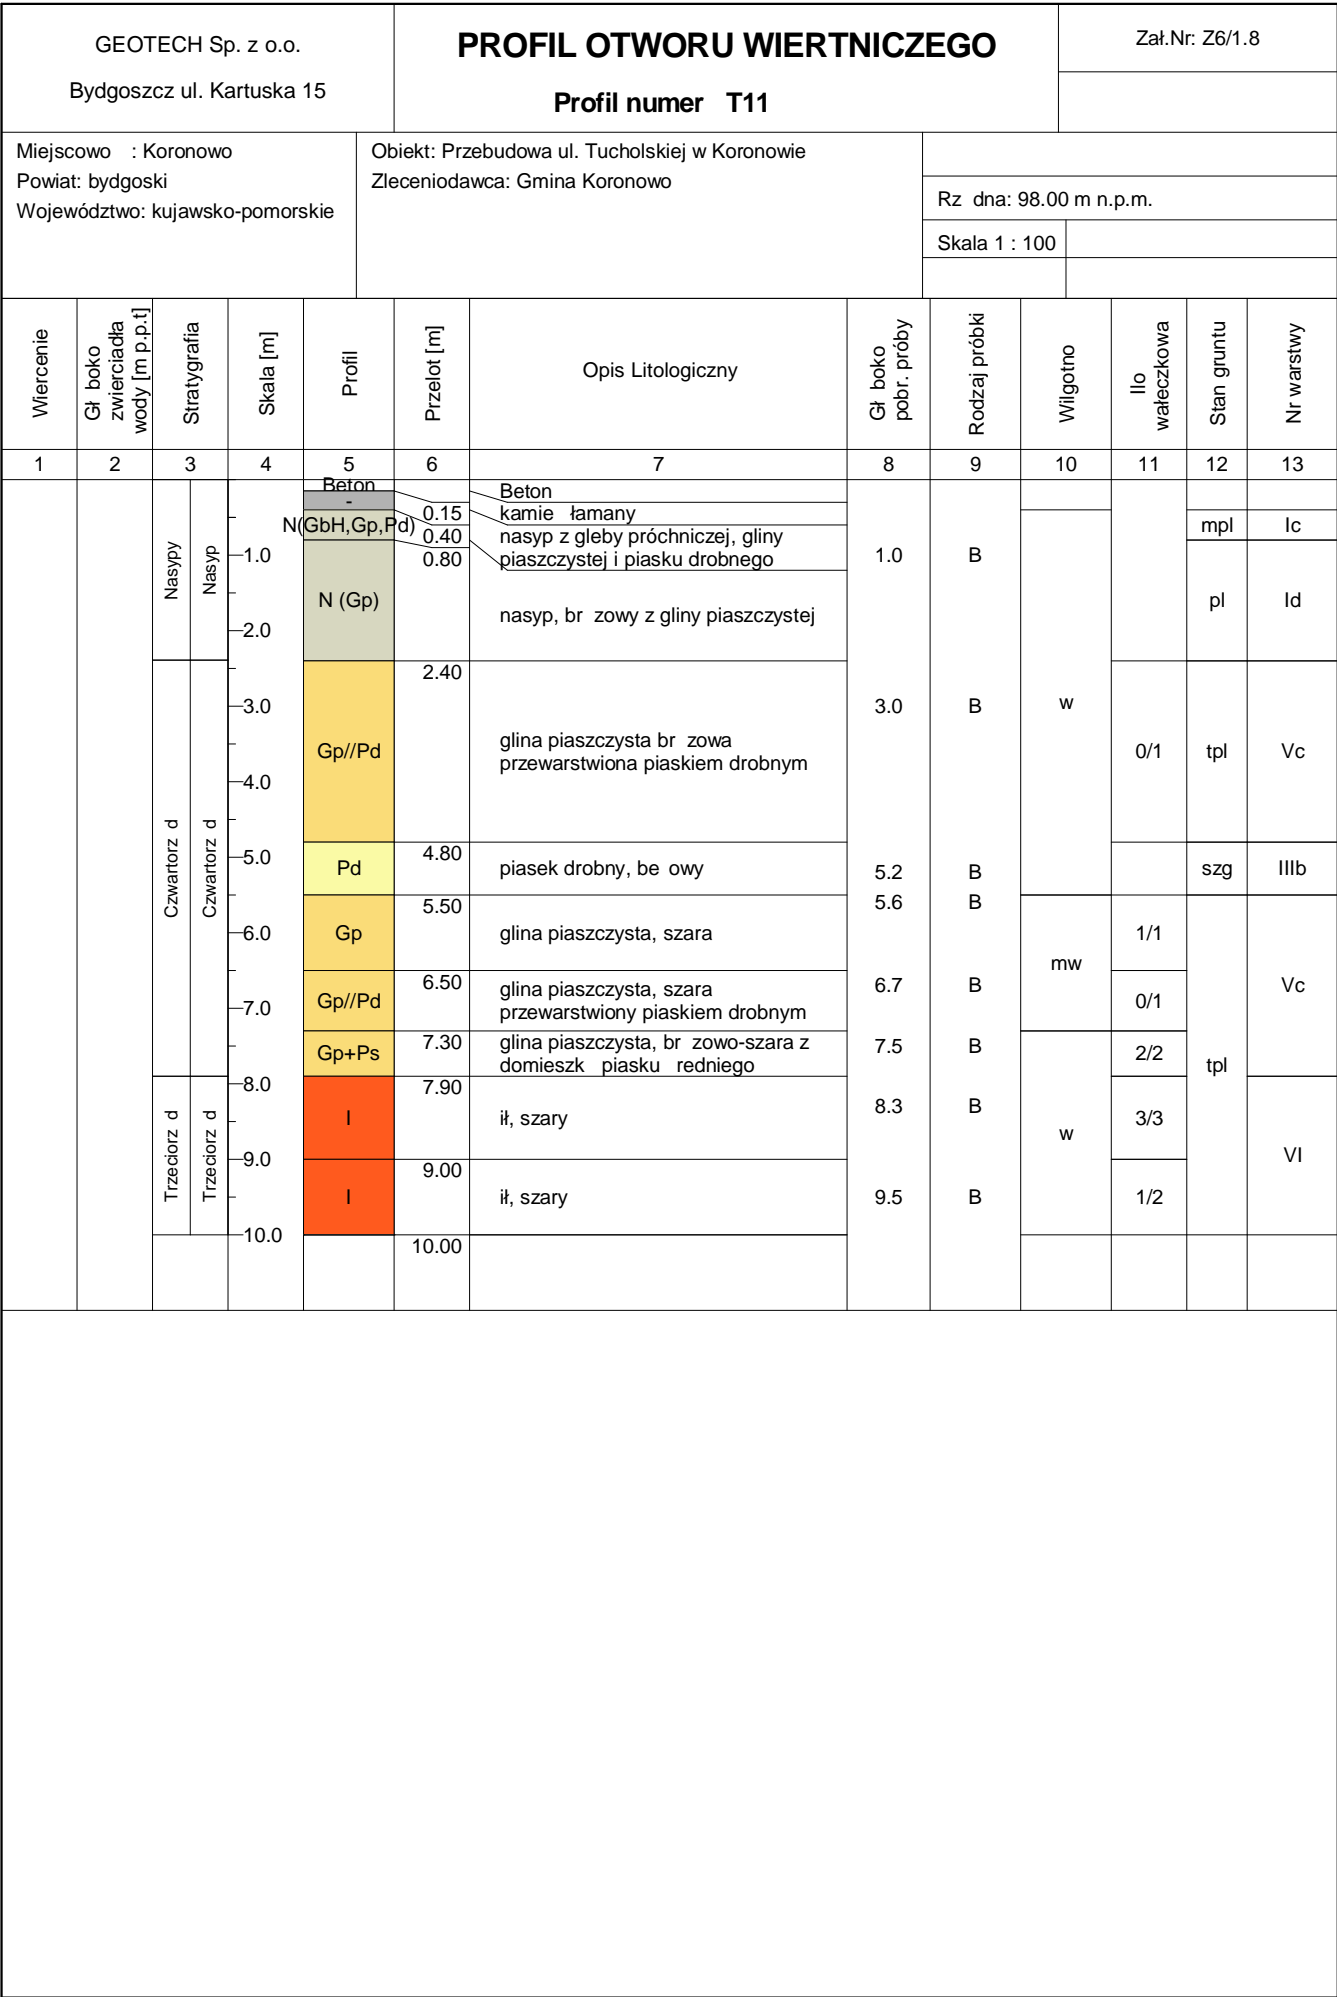 GEOTECH Sp. z o.o.
Bydgoszcz ul. Kartuska 15
PROFIL OTWORU WIERTNICZEGO
Profil numer T11
Zał.Nr: Z6/1.8
Miejscowo : Koronowo
Powiat: bydgoski
Województwo: kujawsko-pomorskie
Obiekt: Przebudowa ul. Tucholskiej w Koronowie
Zleceniodawca: Gmina Koronowo
Rz dna: 98.00 m n.p.m.
Skala 1 : 100
Wiercenie
Gł boko
zwierciadła
wody [m p.p.t]
Stratygrafia
Skala [m]
Profil
Przelot [m]
Opis Litologiczny
Gł boko
pobr. próby
Rodzaj próbki
Wilgotno
Ilo
wałeczkowa
Stan gruntu
Nr warstwy
1 2 3 4 5 6 7 8 9 10 11 12 13
Nasypy
Nasyp
Czwartorz d
Czwartorz d
Trzeciorz d
Trzeciorz d
1.0
2.0
3.0
4.0
5.0
6.0
7.0
8.0
9.0
10.0
Beton
-
N(GbH,Gp,Pd)
N (Gp)
Gp//Pd
Pd
Gp
Gp//Pd
Gp+Ps
I
I
0.15
0.40
0.80
2.40
4.80
5.50
6.50
7.30
7.90
9.00
10.00
Beton
kamie łamany
nasyp z gleby próchniczej, gliny
piaszczystej i piasku drobnego
nasyp, br zowy z gliny piaszczystej
glina piaszczysta br zowa
przewarstwiona piaskiem drobnym
piasek drobny, be owy
glina piaszczysta, szara
glina piaszczysta, szara
przewarstwiony piaskiem drobnym
glina piaszczysta, br zowo-szara z
domieszk piasku redniego
ił, szary
ił, szary
1.0 B
3.0 B
5.2 B
5.6 B
6.7 B
7.5 B
8.3 B
9.5 B
w
mw
w
0/1
1/1
0/1
2/2
3/3
1/2
mpl
pl
tpl
szg
tpl
Ic
Id
Vc
IIIb
Vc
VI